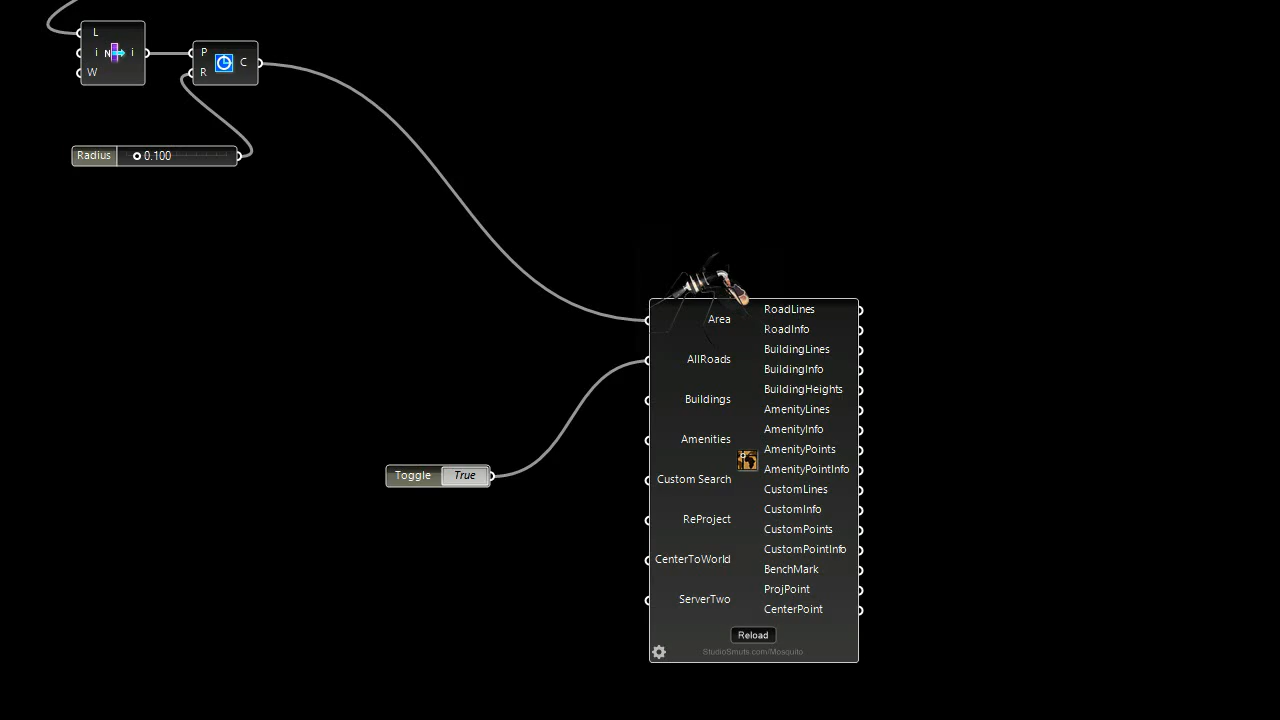 L
i N i
W
P
R C
Radius 0.100
Area
AllRoads
Buildings
Amenities
Custom Search
ReProject
CenterToWorld
ServerTwo
RoadLines
RoadInfo
BuildingLines
BuildingInfo
BuildingHeights
AmenityLines
AmenityInfo
AmenityPoints
AmenityPointInfo
CustomLines
CustomInfo
CustomPoints
CustomPointInfo
BenchMark
ProjPoint
CenterPoint
Toggle True
Reload
StudioSmuts.com/Mosquito